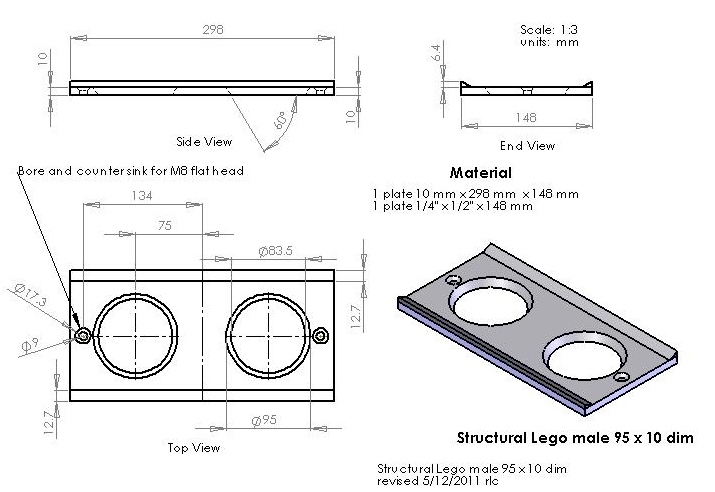 298
Scale: 1:3
units: mm
10
6.4
60°
10
148
Side View
End View
Bore and countersink for M8 flat head
Material
134
1 plate 10 mm x 298 mm x 148 mm
1 plate 1/4" x 1/2" x 148 mm
75
Ø83.5
Ø17.3
12.7
Ø9
12.7
Ø95
Top View
Structural Lego male 95 x 10 dim
Structural Lego male 95 x 10 dim
revised 5/12/2011 rlc